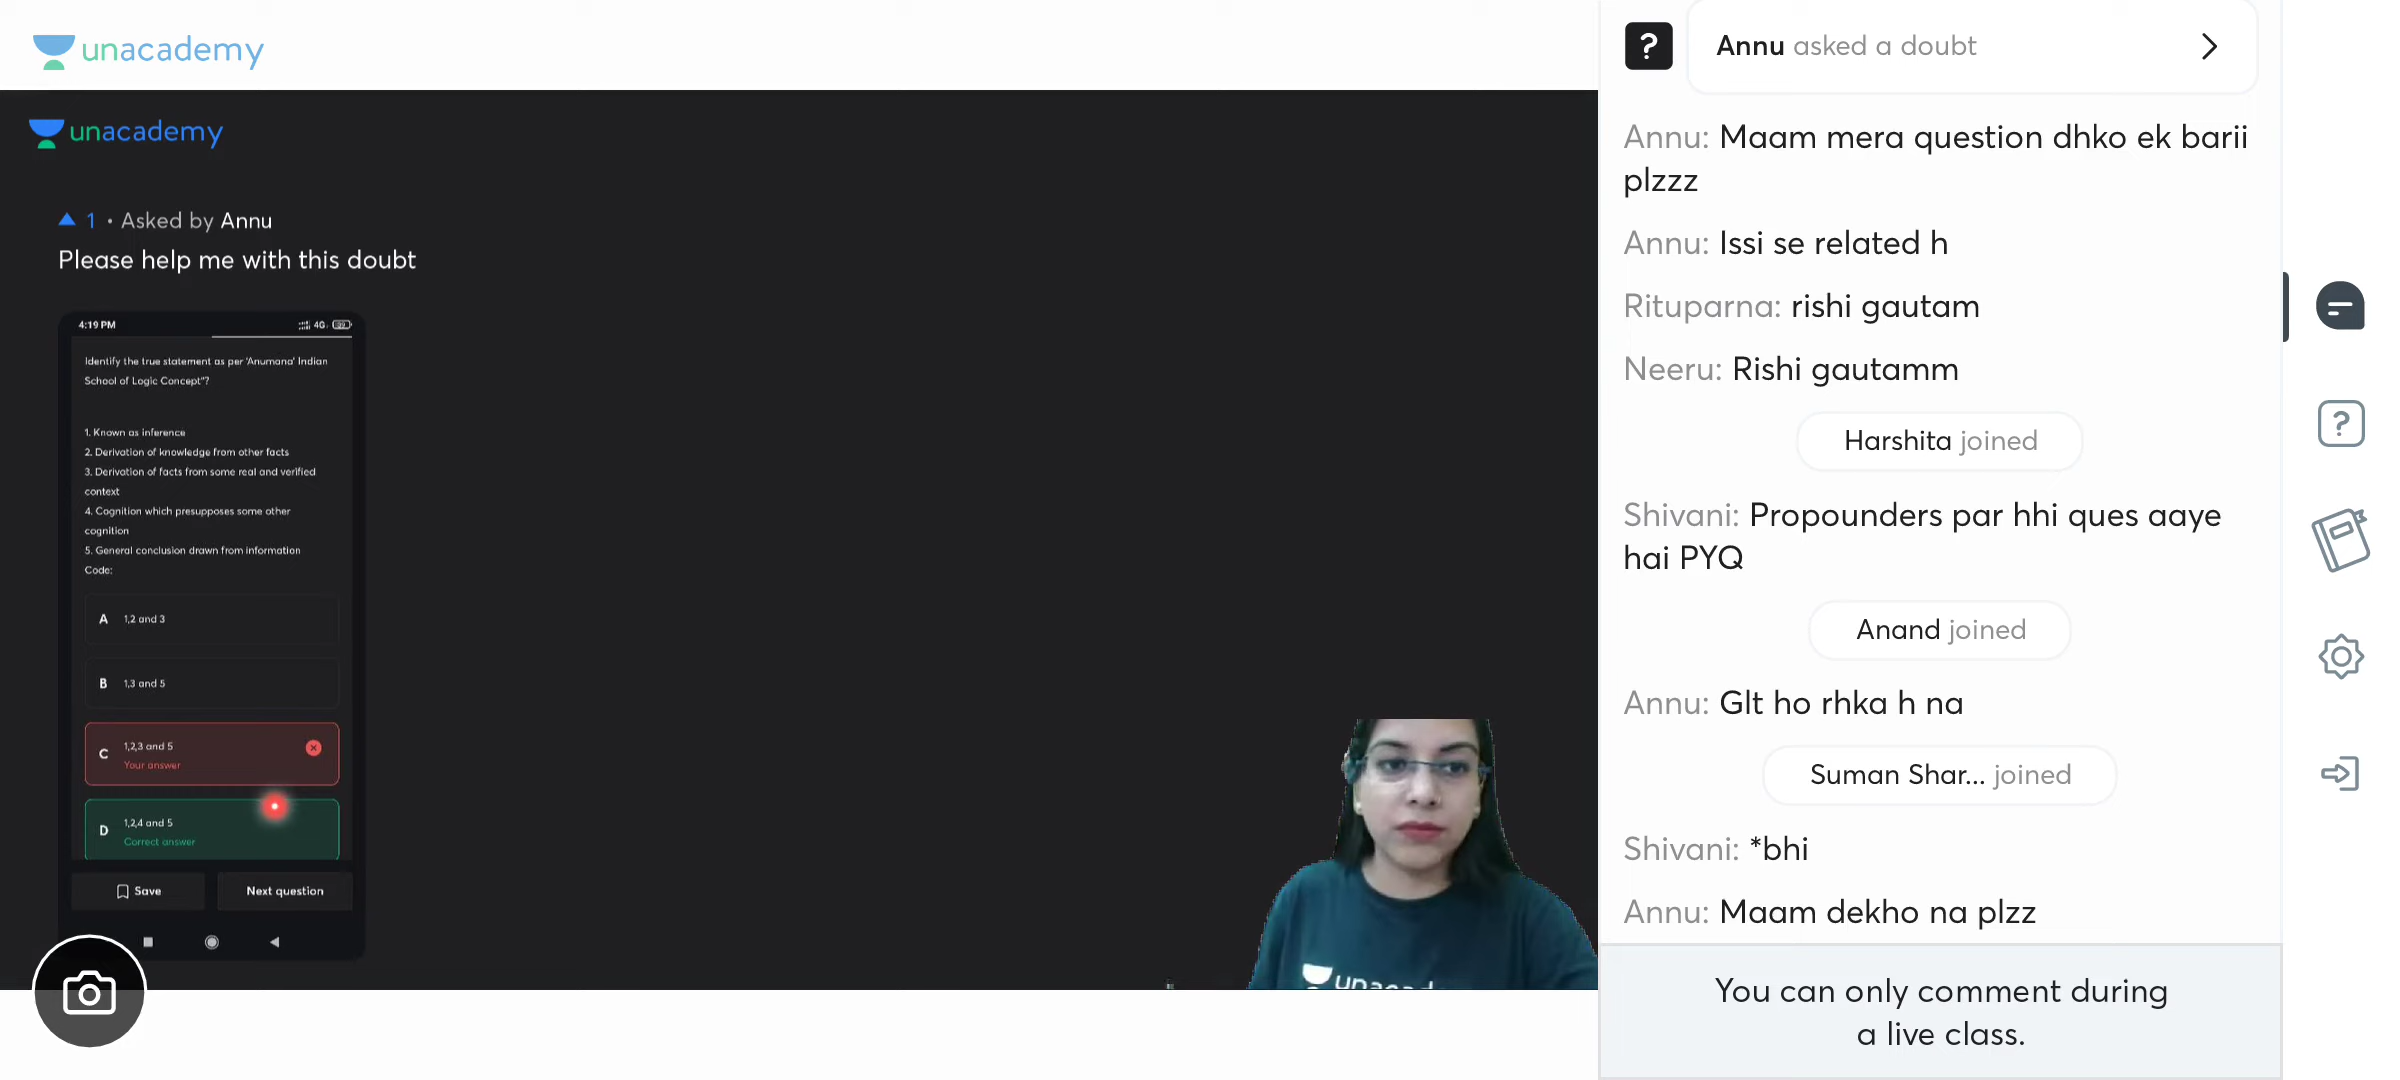 unacademy
unacademy
1 • Asked by Annu
Please help me with this doubt
4:19 PM
4G
Identify the true statement as per 'Anumana' Indian
School of Logic Concept"?
1. Known as inference
2. Derivation of knowledge from other facts
3. Derivation of facts from some real and verified
context
4. Cognition which presupposes some other
cognition
5. General conclusion drawn from information
Code:
A 1,2 and 3
B 1,3 and 5
C 1,2,3 and 5
Your answer
D 1,2,4 and 5
Correct answer
Save Next question
unacad
? Annu asked a doubt
Annu: Maam mera question dhko ek barii
plzzz
Annu: Issi se related h
Rituparna: rishi gautam
Neeru: Rishi gautamm
Harshita joined
Shivani: Propounders par hhi ques aaye
hai PYQ
Anand joined
Annu: Glt ho rhka h na
Suman Shar... joined
Shivani: *bhi
Annu: Maam dekho na plzz
You can only comment during
a live class.
?